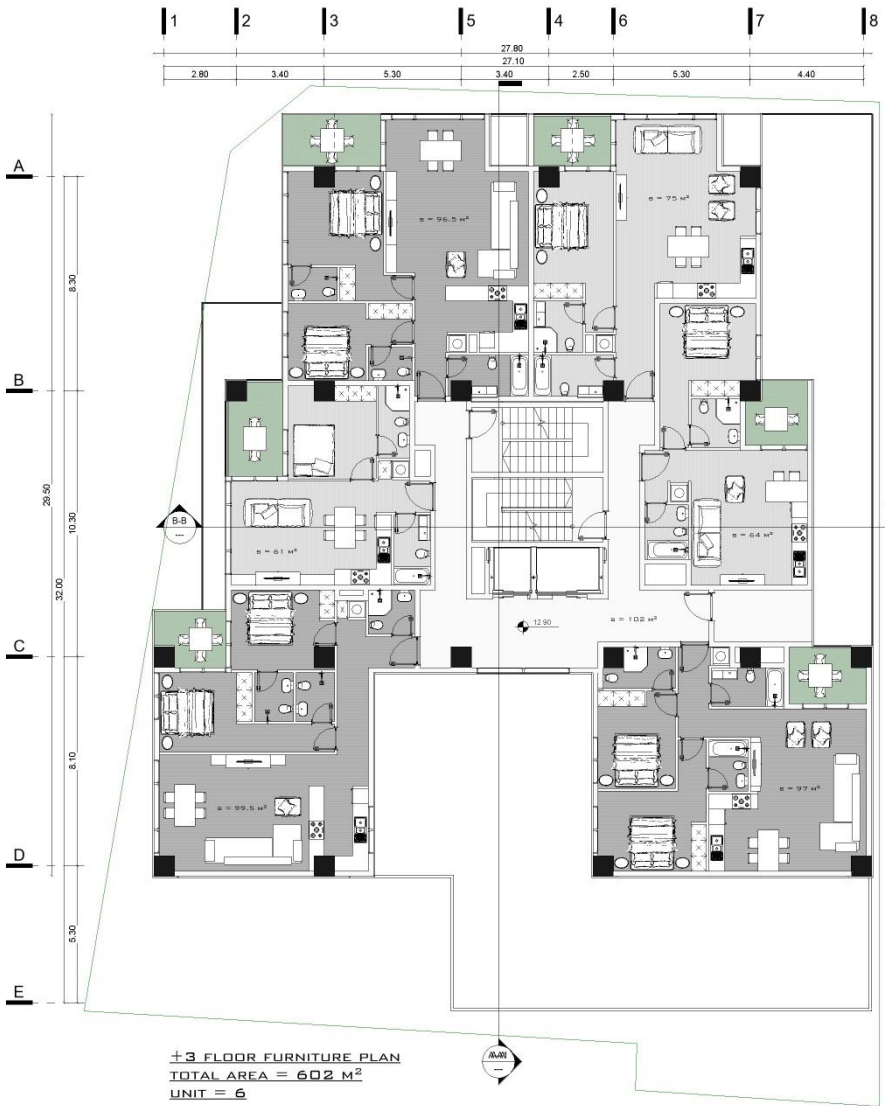 1 2 3 5 4 6 7 8
27.80
27.10
2.80 3.40 5.30 3.40 2.50 5.30 4.40
A
B
C
D
E
8.30
29.50
10.30
32.00
8.10
5.30
s = 96.5 m²
s = 75 m²
B-B
---
s = 61 m²
s = 64 m²
12.90
s = 102 m²
s = 99.5 m²
s = 97 m²
---
+3 FLOOR FURNITURE PLAN
TOTAL AREA = 602 M²
UNIT = 6